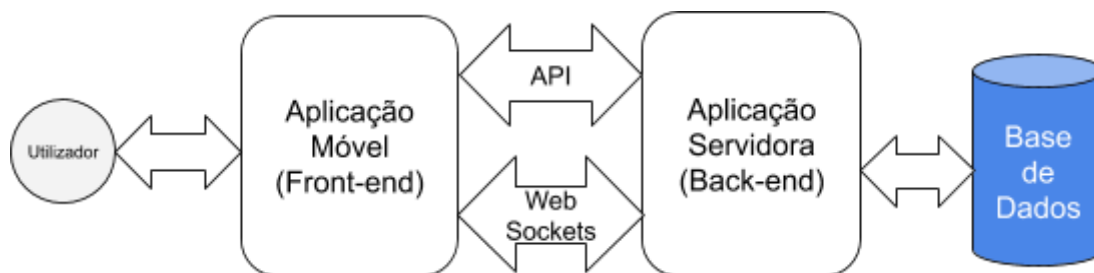 Utilizador
Aplicação
Móvel
(Front-end)
API
Web
Sockets
Aplicação
Servidora
(Back-end)
Base
de
Dados